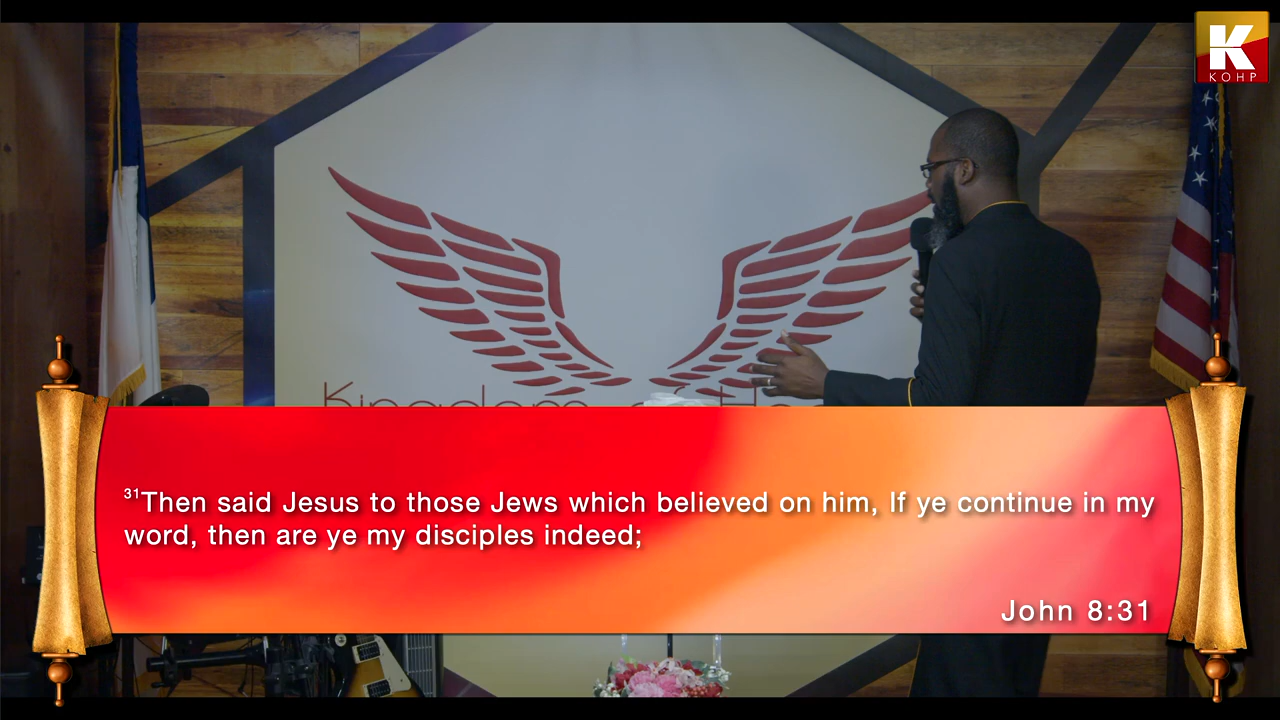 K
KOHP
Kingdom
31Then said Jesus to those Jews which believed on him, If ye continue in my
word, then are ye my disciples indeed;
John 8:31